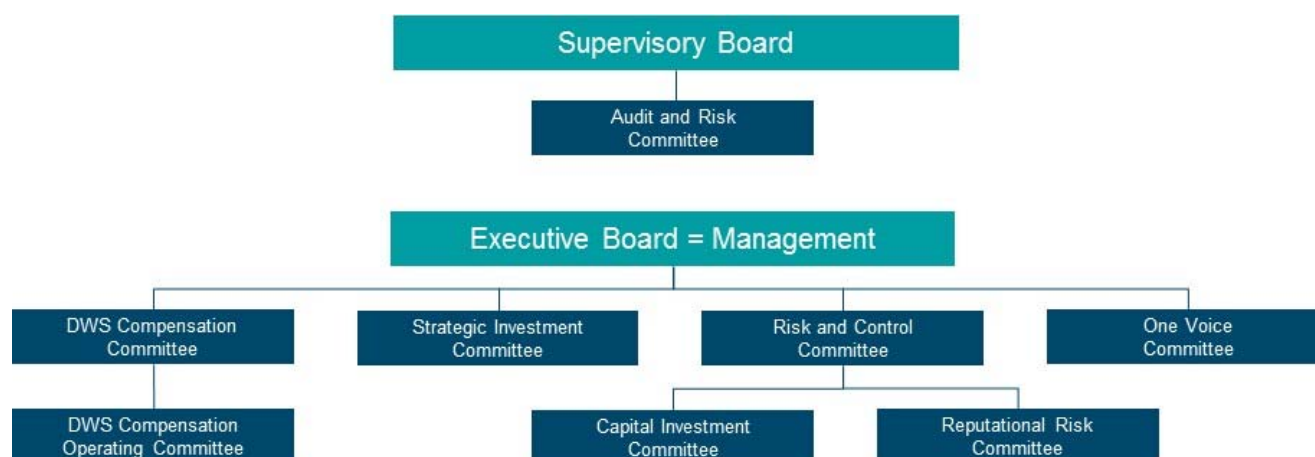 Supervisory Board
Audit and Risk
Committee
Executive Board = Management
DWS Compensation
Committee
Strategic Investment
Committee
Risk and Control
Committee
One Voice
Committee
DWS Compensation
Operating Committee
Capital Investment
Committee
Reputational Risk
Committee